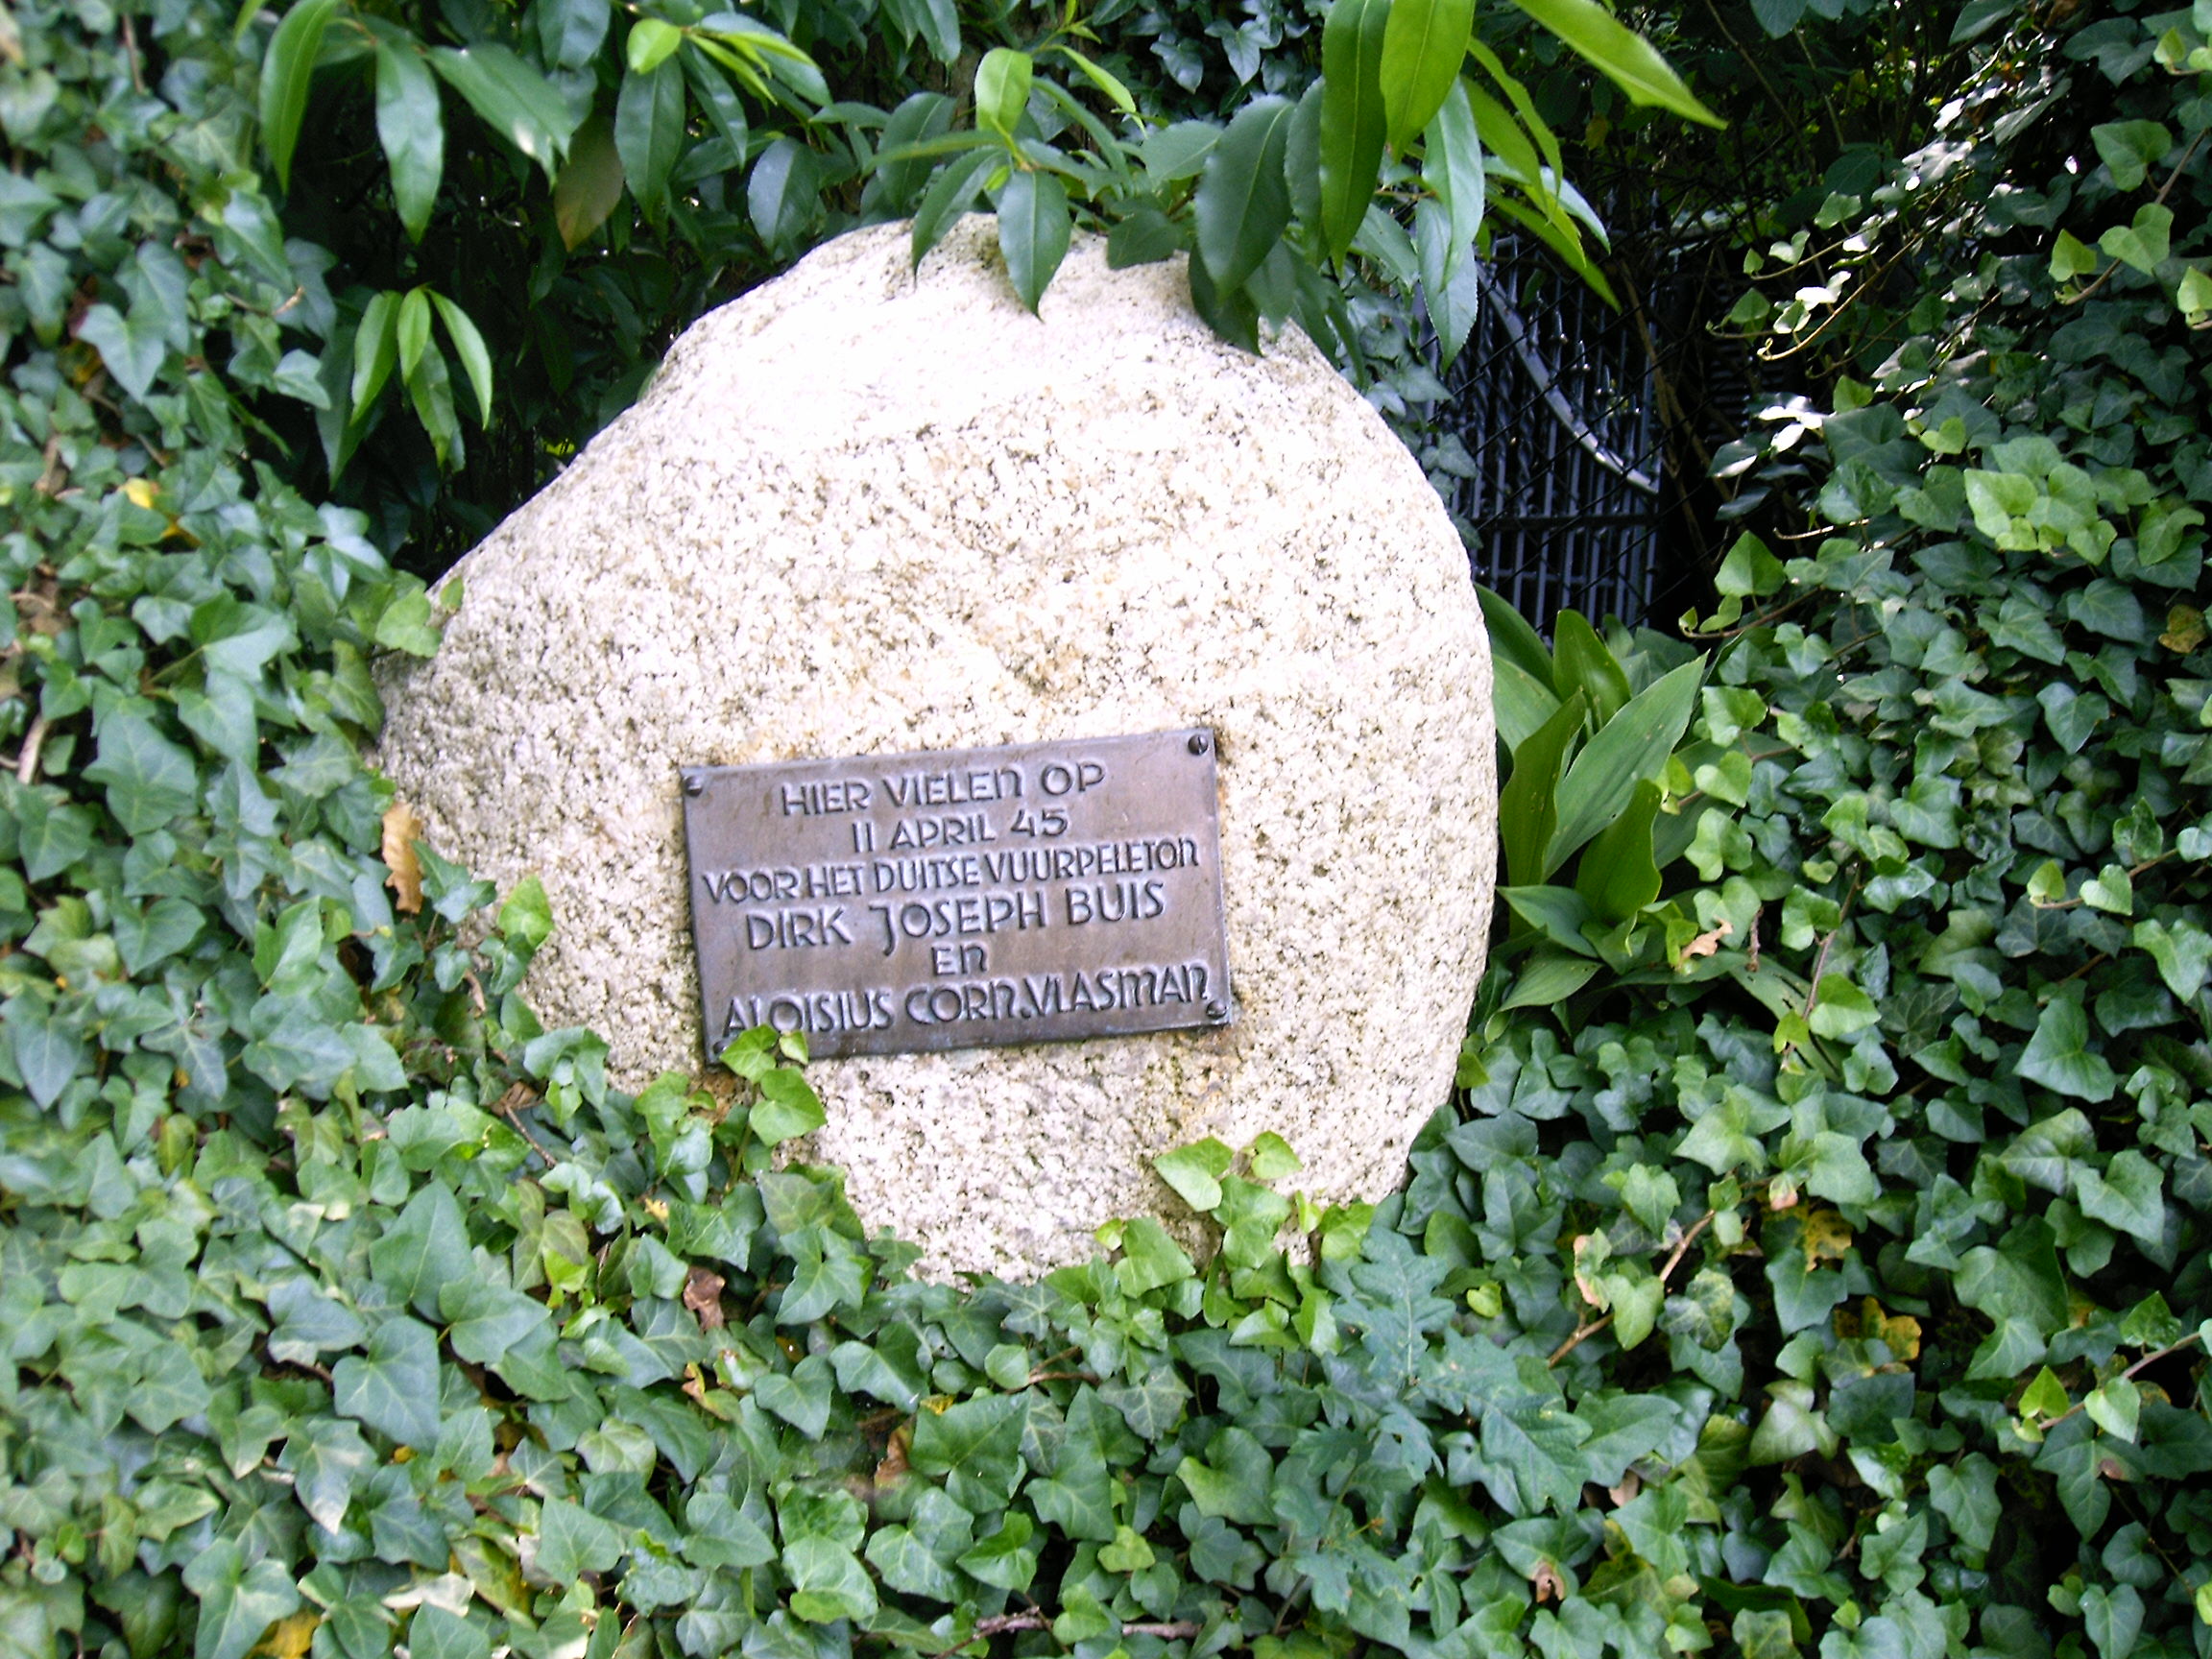 HIER VIELEN OP
11 APRIL 45
VOOR HET DUITSE VUURPELETON
DIRK JOSEPH BUIS
EN
ALOISIUS CORN.VLASMAN